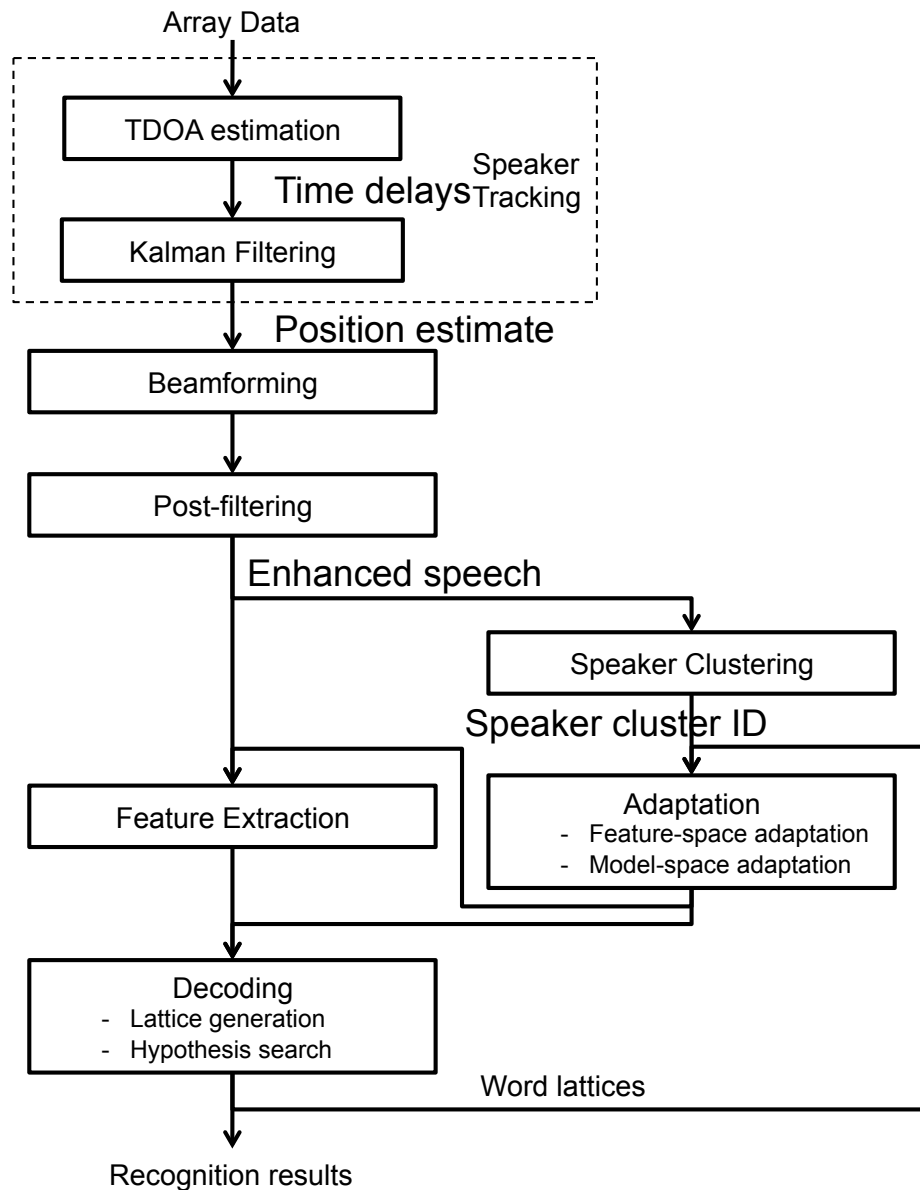 Array Data
TDOA estimation
Speaker
Time delays
Tracking
Kalman Filtering
Position estimate
Beamforming
Post-filtering
Enhanced speech
Speaker Clustering
Speaker cluster ID
Adaptation
- Feature-space adaptation
- Model-space adaptation
Feature Extraction
Decoding
- Lattice generation
- Hypothesis search
Word lattices
Recognition results